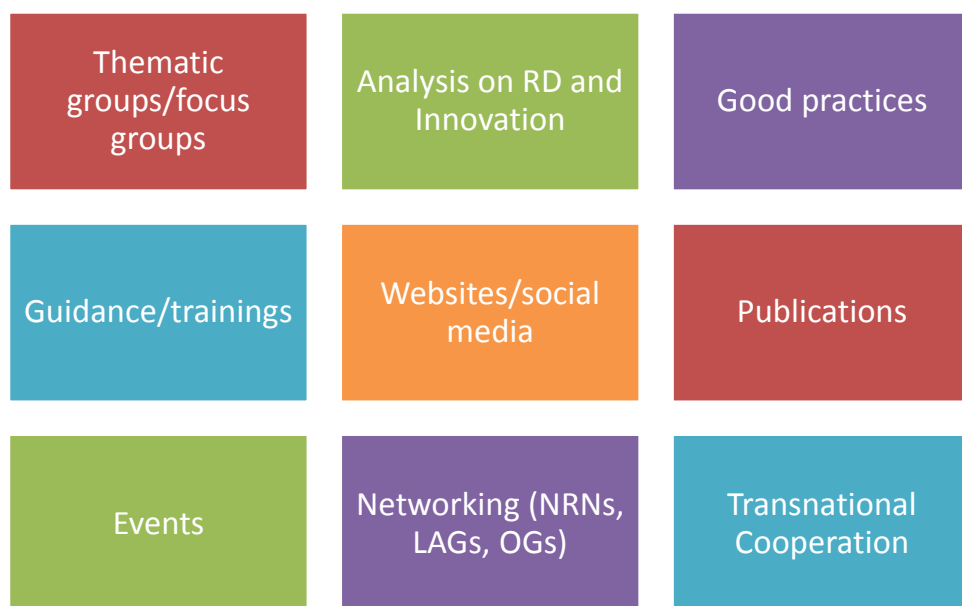 Thematic
groups/focus
groups
Analysis on RD and
Innovation
Good practices
Guidance/trainings
Websites/social
media
Publications
Events
Networking (NRNs,
LAGs, OGs)
Transnational
Cooperation